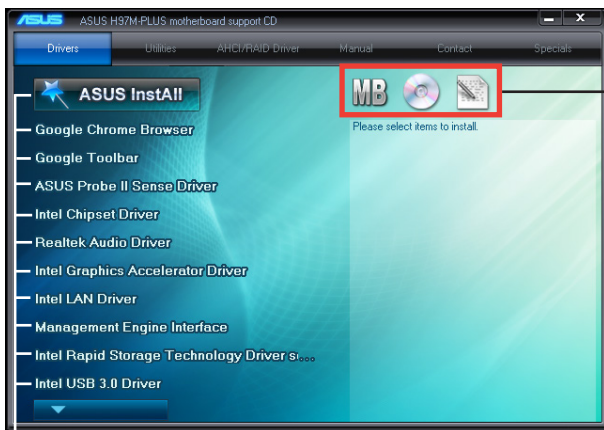 ASUS ASUS H97M-PLUS motherboard support CD
Drivers Utilities AHCI/RAID Driver Manual Contact Specials
ASUS InstAll
MB
Please select items to install.
Google Chrome Browser
Google Toolbar
ASUS Probe II Sense Driver
Intel Chipset Driver
Realtek Audio Driver
Intel Graphics Accelerator Driver
Intel LAN Driver
Management Engine Interface
Intel Rapid Storage Technology Driver s...
Intel USB 3.0 Driver